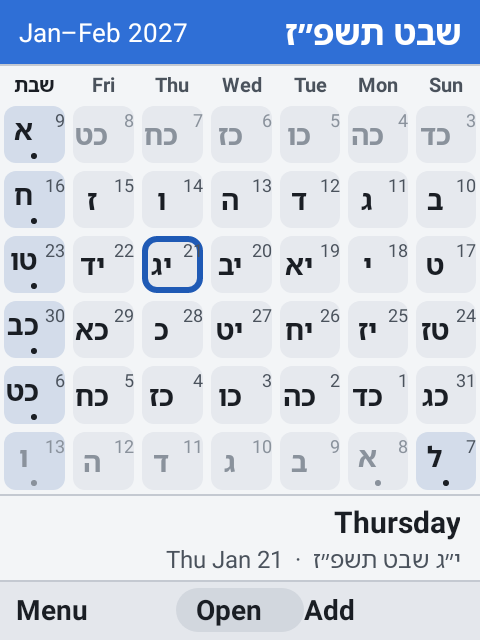 שבט תשפ״ז Jan–Feb 2027
Sun Mon Tue Wed Thu Fri שבת
3 כד 4 כה 5 כו 6 כז 7 כח 8 כט 9 א
10 ב 11 ג 12 ד 13 ה 14 ו 15 ז 16 ח
17 ט 18 י 19 יא 20 יב 21 יג 22 יד 23 טו
24 טז 25 יז 26 יח 27 יט 28 כ 29 כא 30 כב
31 כג 1 כד 2 כה 3 כו 4 כז 5 כח 6 כט
7 ל 8 א 9 ב 10 ג 11 ד 12 ה 13 ו
Thursday
י״ג שבט תשפ״ז · Thu Jan 21
Menu Open Add